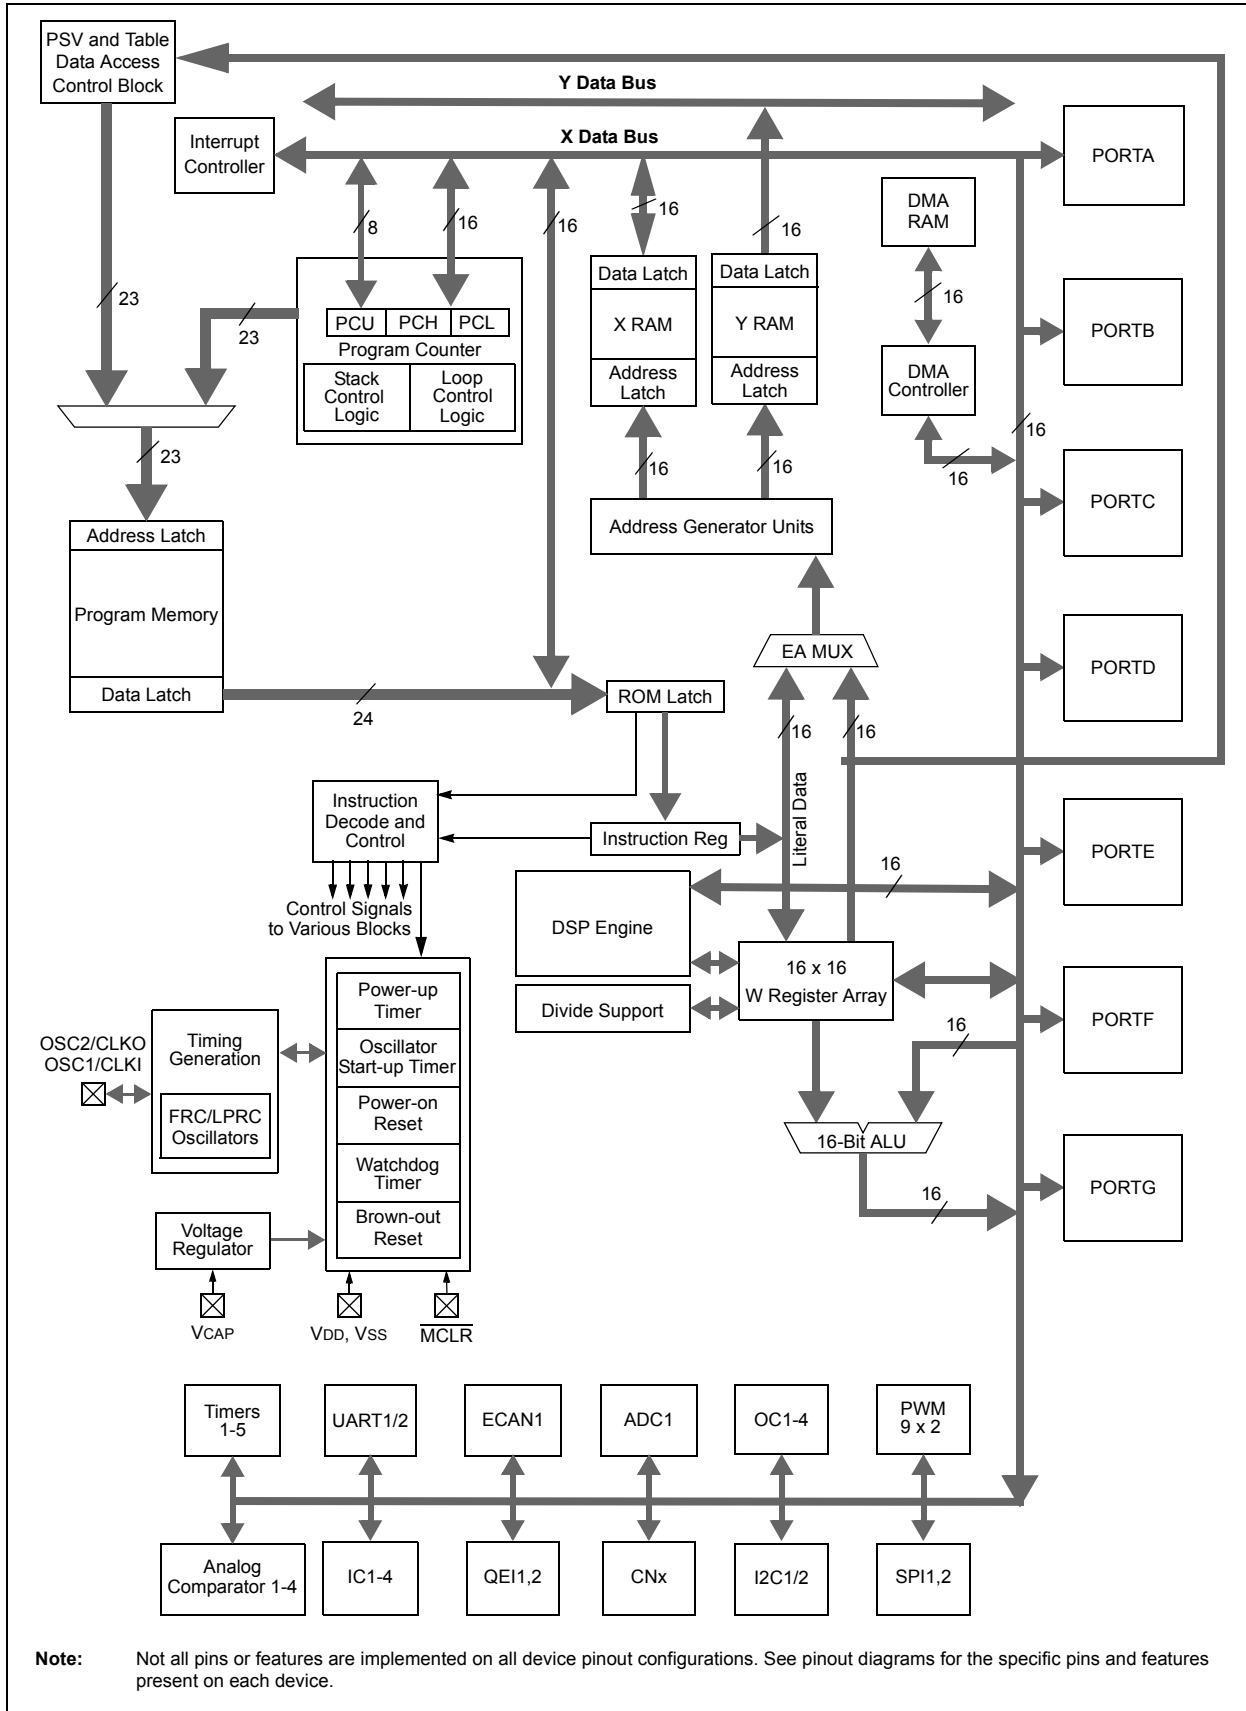 PSV and Table
Data Access
Control Block
Y Data Bus
X Data Bus
Interrupt
Controller
PORTA
8
16
16
16
16
DMA
RAM
16
23
23
PCU
PCH
PCL
Program Counter
Stack
Control
Logic
Loop
Control
Logic
Data Latch
X RAM
Address
Latch
Data Latch
Y RAM
Address
Latch
PORTB
DMA
Controller
16
16
23
16
16
PORTC
Address Latch
Program Memory
Data Latch
24
Address Generator Units
EA MUX
PORTD
ROM Latch
16
16
Literal Data
Instruction
Decode and
Control
Instruction Reg
PORTE
Control Signals
to Various Blocks
16
DSP Engine
16 x 16
W Register Array
Divide Support
PORTF
Power-up
Timer
Oscillator
Start-up Timer
Power-on
Reset
Watchdog
Timer
Brown-out
Reset
OSC2/CLKO
OSC1/CLKI
Timing
Generation
FRC/LPRC
Oscillators
16
16-Bit ALU
16
PORTG
Voltage
Regulator
VCAP
VDD, VSS
MCLR
Timers
1-5
UART1/2
ECAN1
ADC1
OC1-4
PWM
9 x 2
Analog
Comparator 1-4
IC1-4
QEI1,2
CNx
I2C1/2
SPI1,2
Note: Not all pins or features are implemented on all device pinout configurations. See pinout diagrams for the specific pins and features
present on each device.